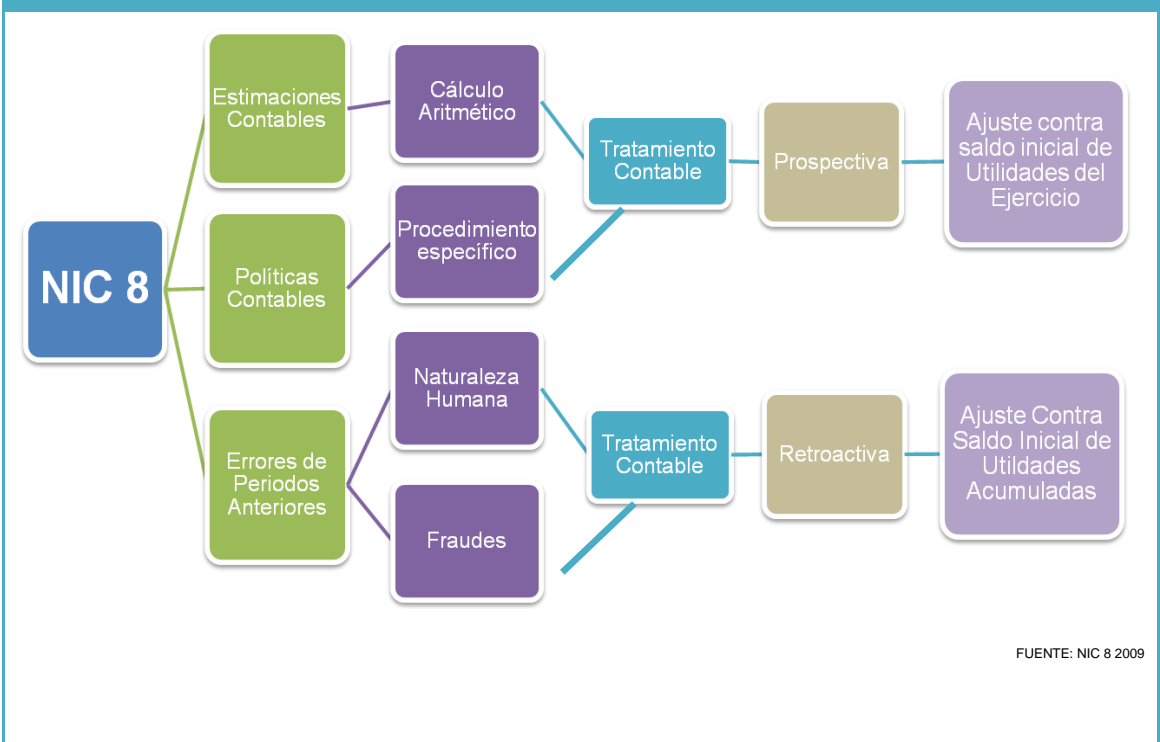 NIC 8
Estimaciones
Contables
Políticas
Contables
Errores de
Periodos
Anteriores
Cálculo
Aritmético
Procedimiento
específico
Naturaleza
Humana
Fraudes
Tratamiento
Contable
Prospectiva
Ajuste contra
saldo inicial de
Utilidades del
Ejercicio
Tratamiento
Contable
Retroactiva
Ajuste Contra
Saldo Inicial de
Utildades
Acumuladas
FUENTE: NIC 8 2009